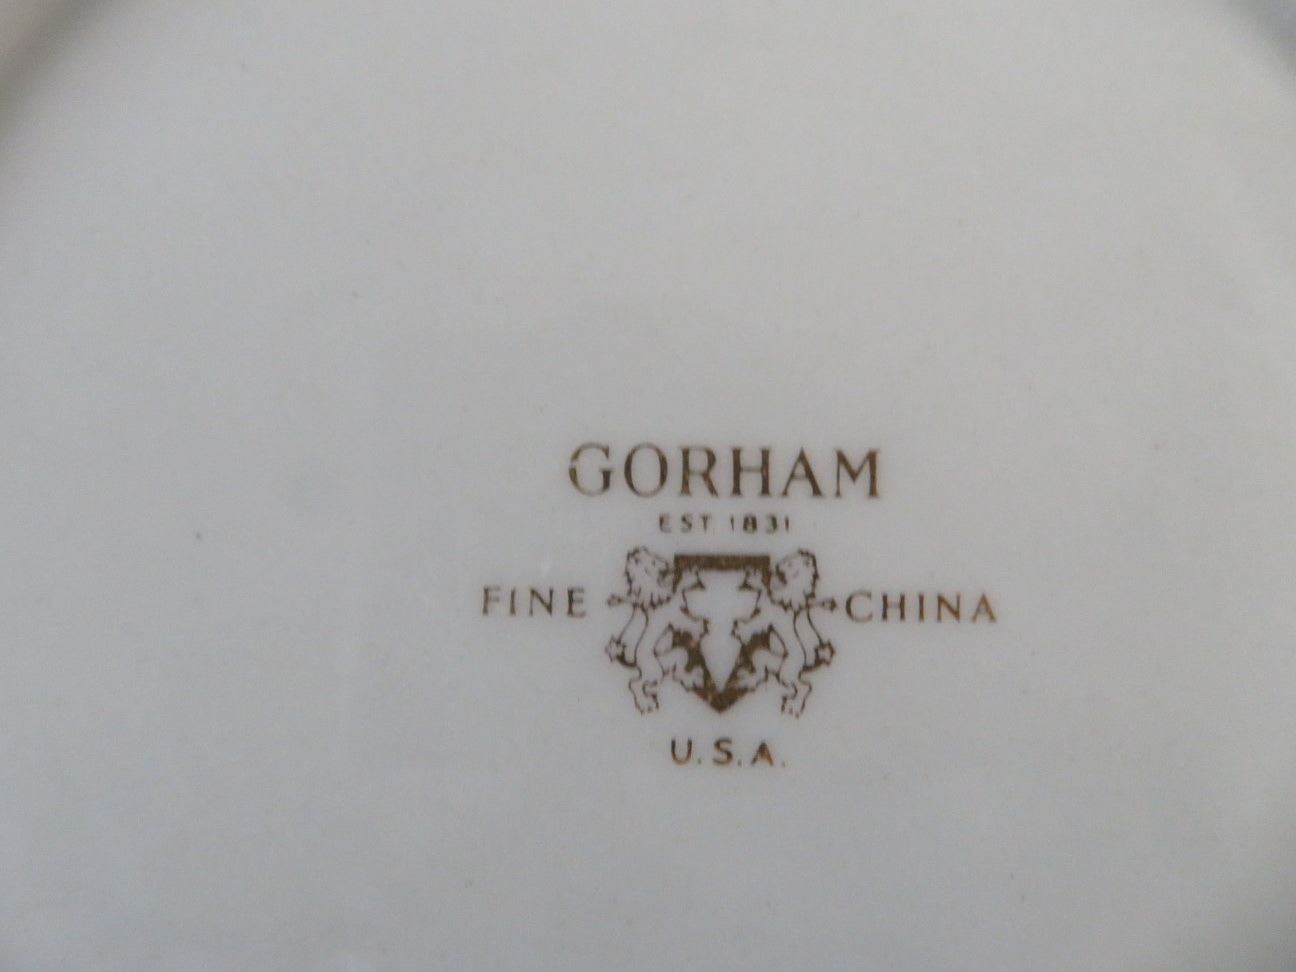 GORHAM
EST 1831
FINE CHINA
U.S.A.